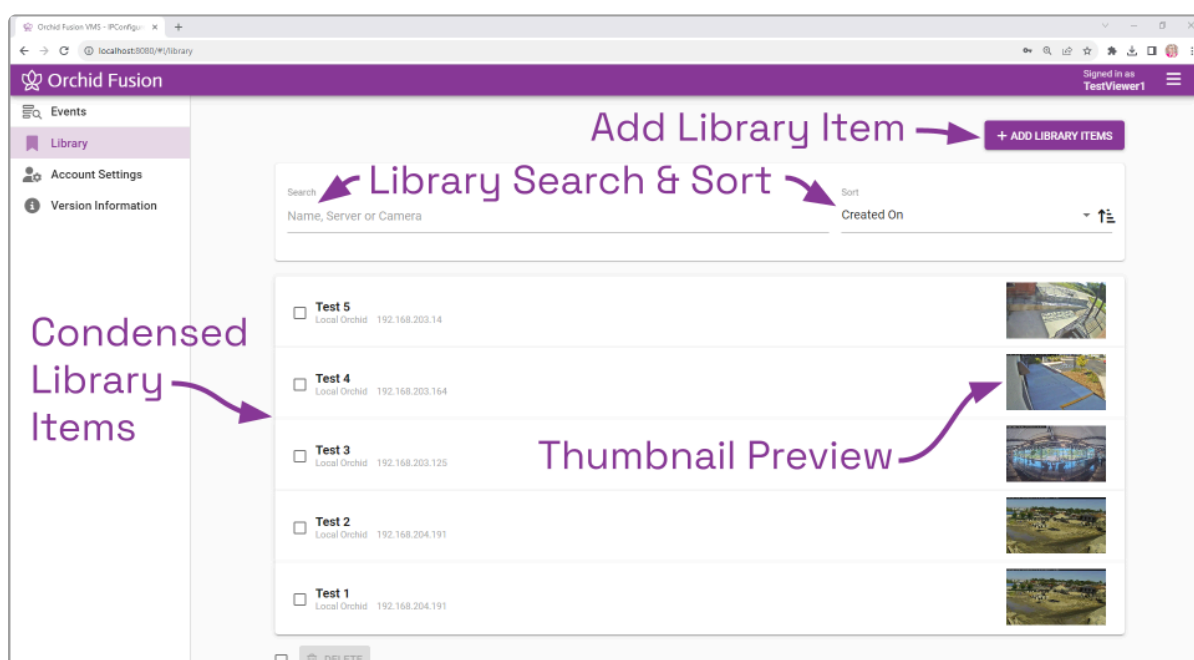 Orchid Fusion VMS - IPConfigu
localhost:8080/#!/library
Orchid Fusion
Signed in as
TestViewer1
Events
Library
Account Settings
Version Information
Add Library Item
+ ADD LIBRARY ITEMS
Library Search & Sort
Search
Name, Server or Camera
Sort
Created On
Condensed
Library
Items
Test 5
Local Orchid 192.168.203.14
Test 4
Local Orchid 192.168.203.164
Thumbnail Preview
Test 3
Local Orchid 192.168.203.125
Test 2
Local Orchid 192.168.204.191
Test 1
Local Orchid 192.168.204.191
DELETE